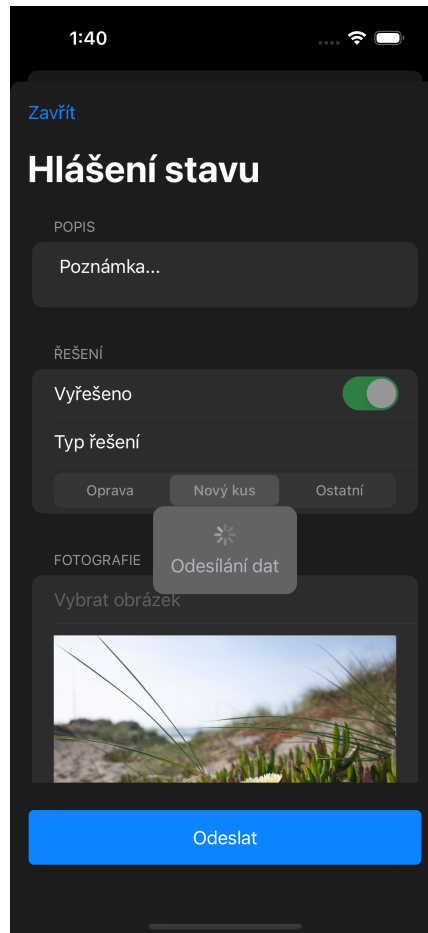 1:40
Zavřít
Hlášení stavu
POPIS
Poznámka...
ŘEŠENÍ
Vyřešeno
Typ řešení
Oprava Nový kus Ostatní
Odesílání dat
FOTOGRAFIE
Vybrat obrázek
Odeslat